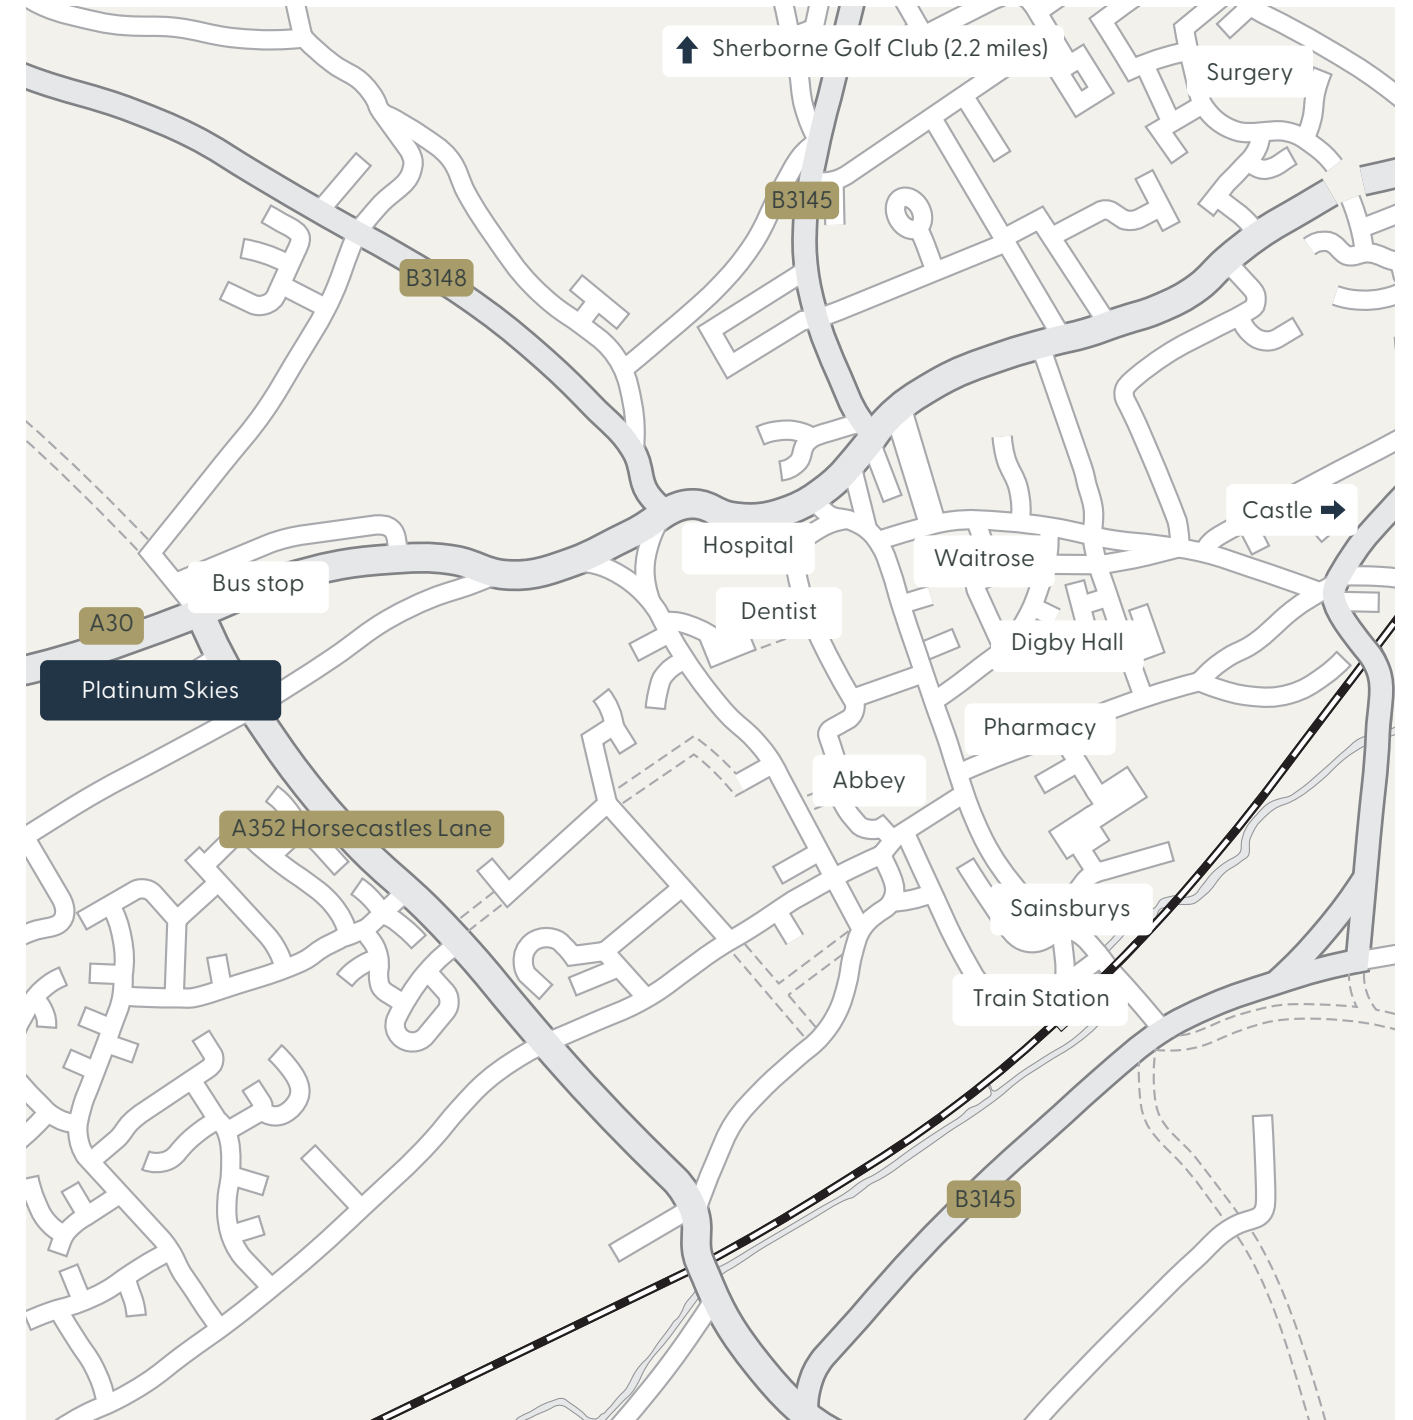 Sherborne Golf Club (2.2 miles)
Surgery
B3145
B3148
Castle
Hospital
Waitrose
Bus stop
Dentist
A30
Digby Hall
Platinum Skies
Pharmacy
Abbey
A352 Horsecastles Lane
Sainsburys
Train Station
B3145